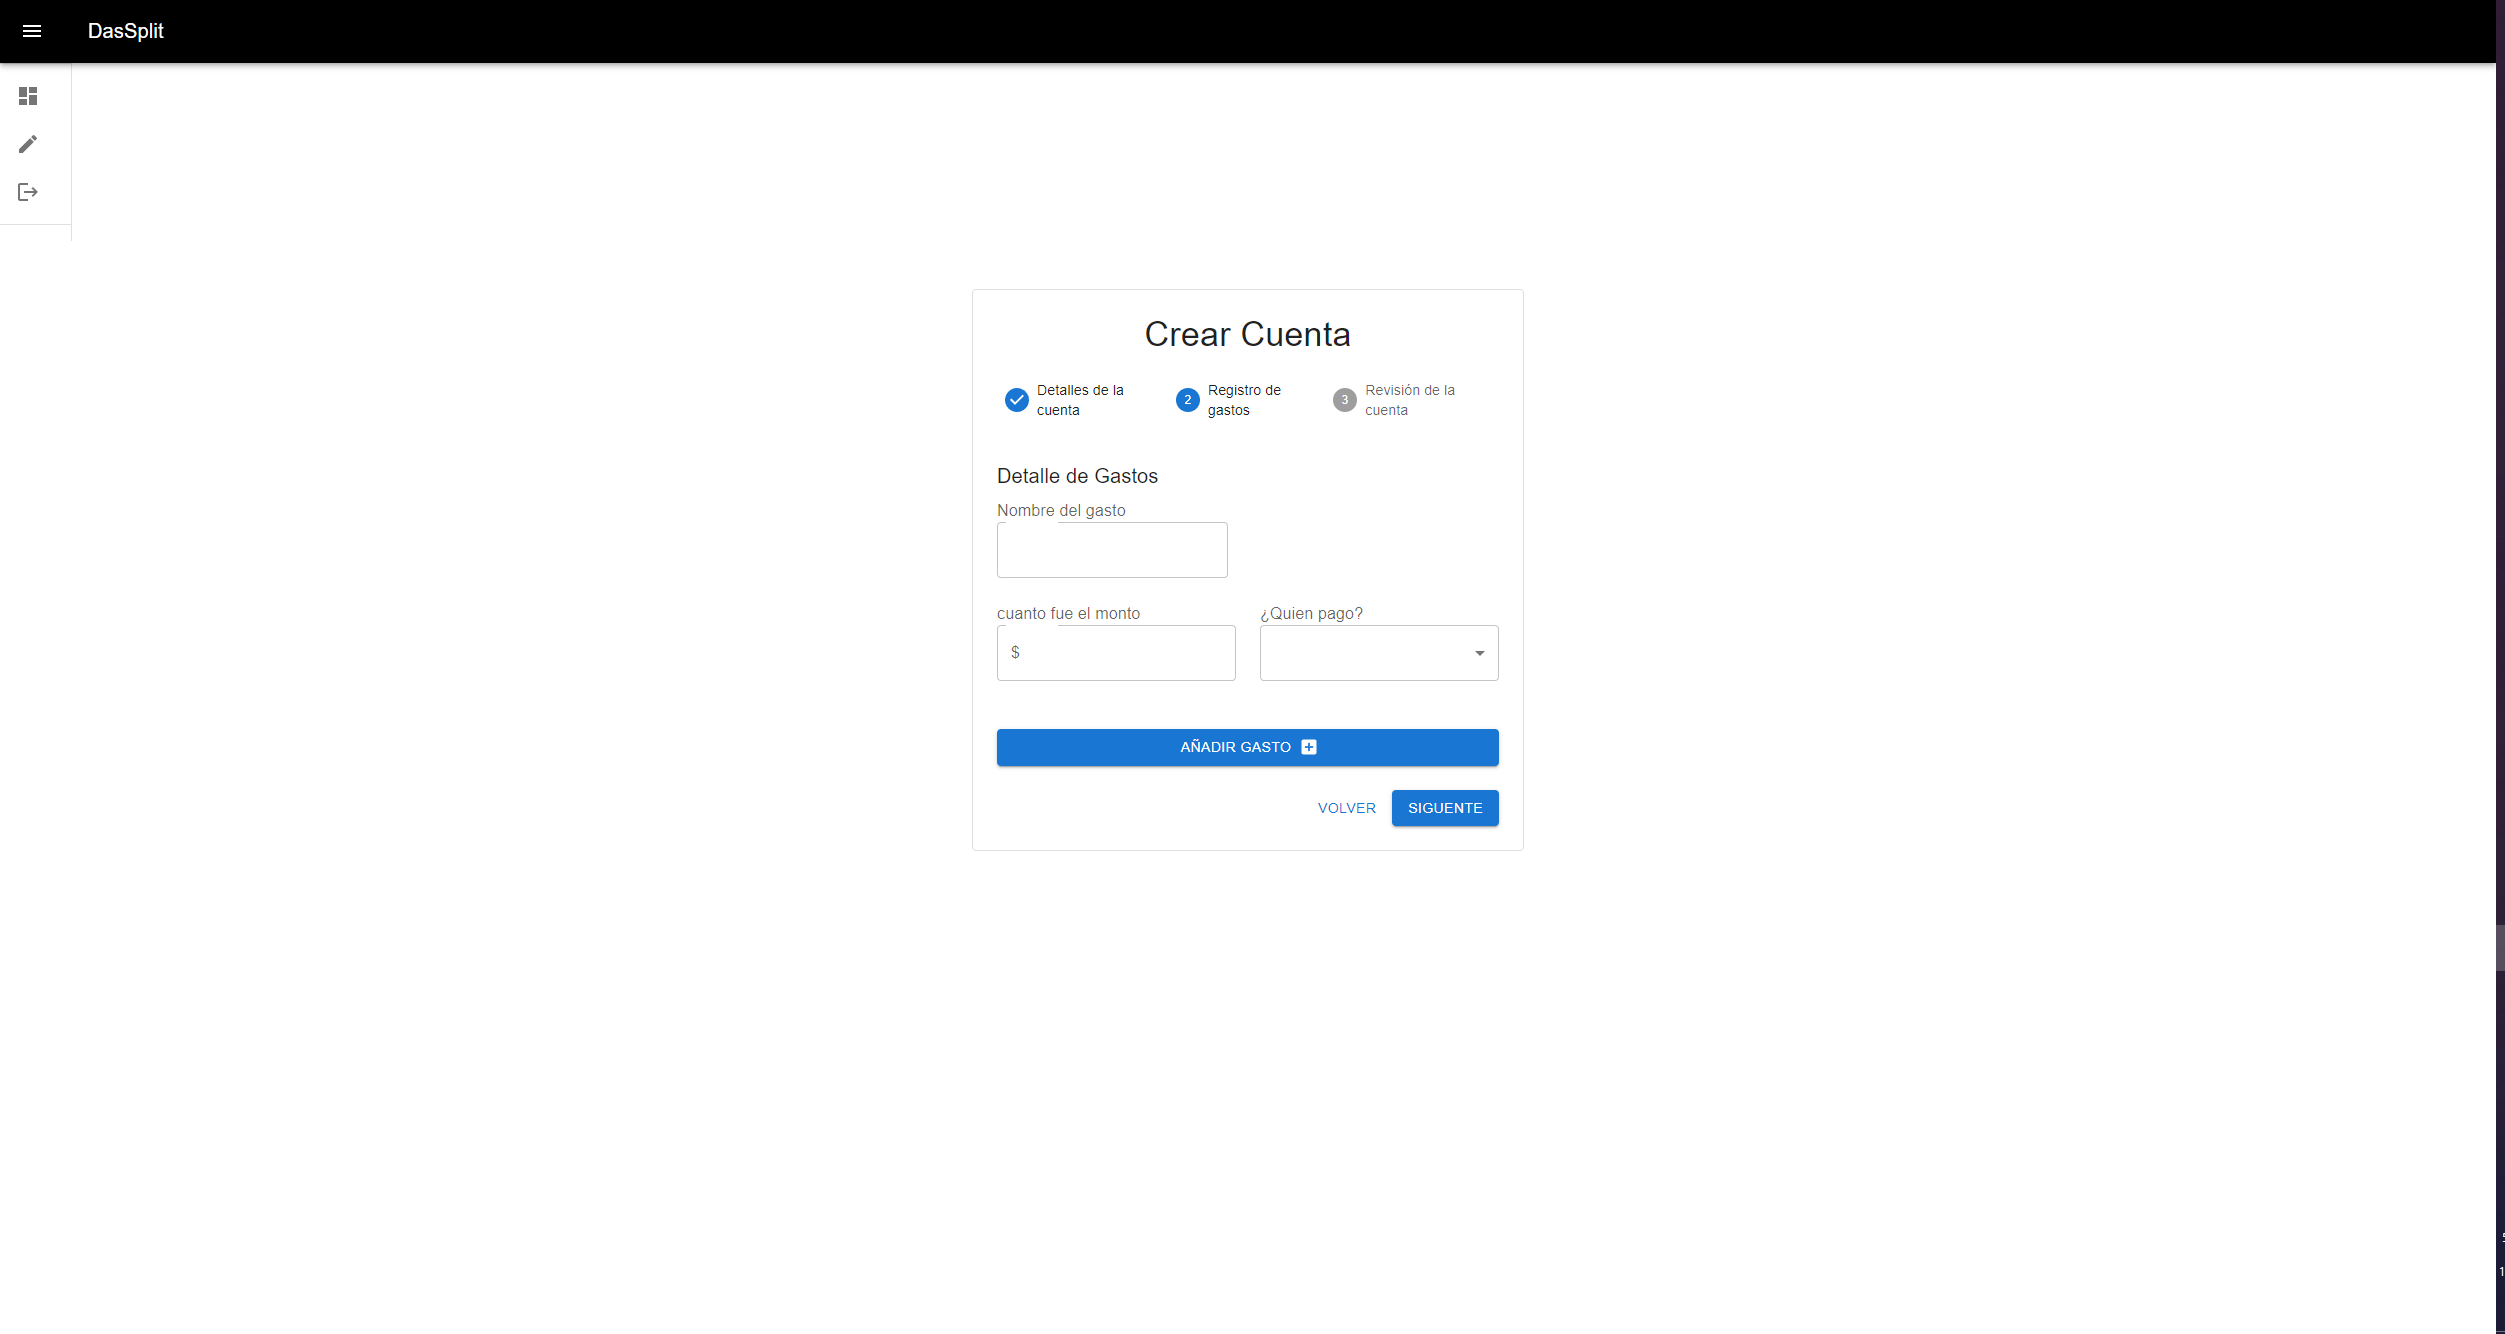 DasSplit
Crear Cuenta
Detalles de la
cuenta
2
Registro de
gastos
3
Revisión de la
cuenta
Detalle de Gastos
Nombre del gasto
cuanto fue el monto
¿Quien pago?
$
AÑADIR GASTO
VOLVER
SIGUENTE